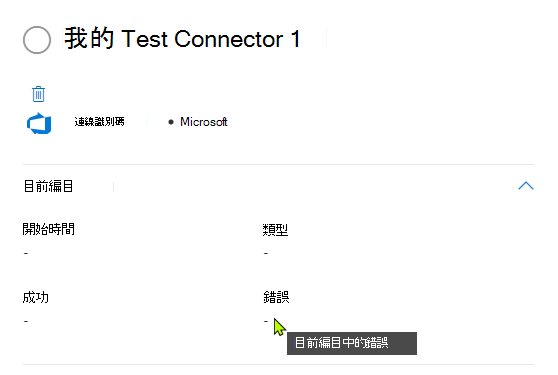 我的 Test Connector 1
連線識別碼 • Microsoft
目前編目
開始時間 類型
- -
成功 錯誤
- -
目前編目中的錯誤